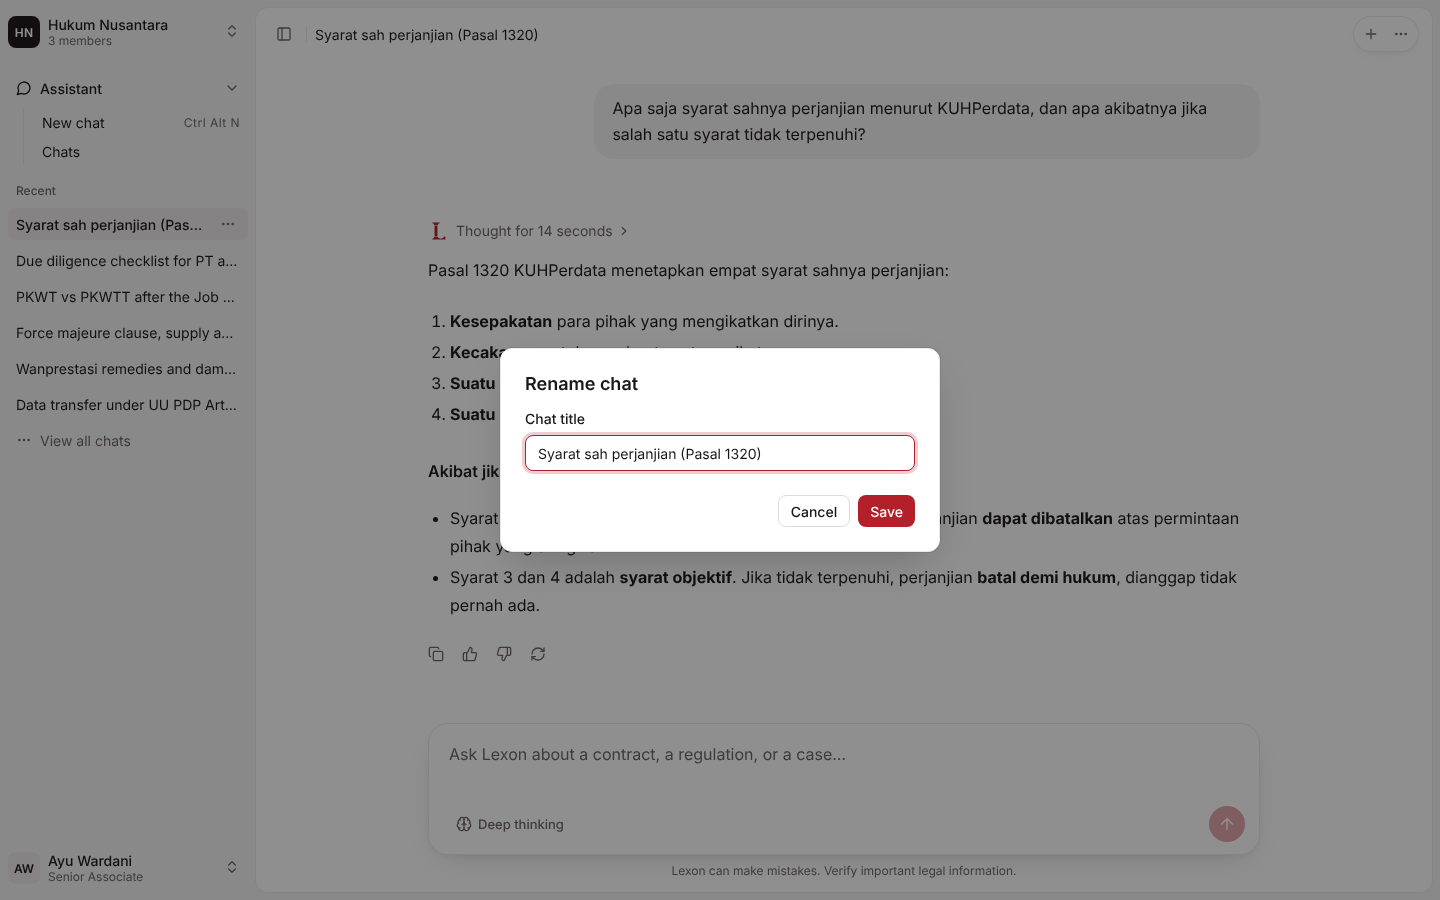 HN
Hukum Nusantara
3 members
Assistant
New chat
Ctrl Alt N
Chats
Recent
Syarat sah perjanjian (Pas...
Due diligence checklist for PT a...
PKWT vs PKWTT after the Job ...
Force majeure clause, supply a...
Wanprestasi remedies and dam...
Data transfer under UU PDP Art...
View all chats
AW
Ayu Wardani
Senior Associate
Syarat sah perjanjian (Pasal 1320)
Apa saja syarat sahnya perjanjian menurut KUHPerdata, dan apa akibatnya jika
salah satu syarat tidak terpenuhi?
L
Thought for 14 seconds
Pasal 1320 KUHPerdata menetapkan empat syarat sahnya perjanjian:
1. Kesepakatan para pihak yang mengikatkan dirinya.
2.
3. Suatu
4. Suatu
Rename chat
Chat title
Syarat sah perjanjian (Pasal 1320)
Cancel
Save
Akibat
Syarat dapat dibatalkan atas permintaan
pihak
Syarat 3 dan 4 adalah syarat objektif. Jika tidak terpenuhi, perjanjian batal demi hukum, dianggap tidak
pernah ada.
Ask Lexon about a contract, a regulation, or a case...
Deep thinking
Lexon can make mistakes. Verify important legal information.